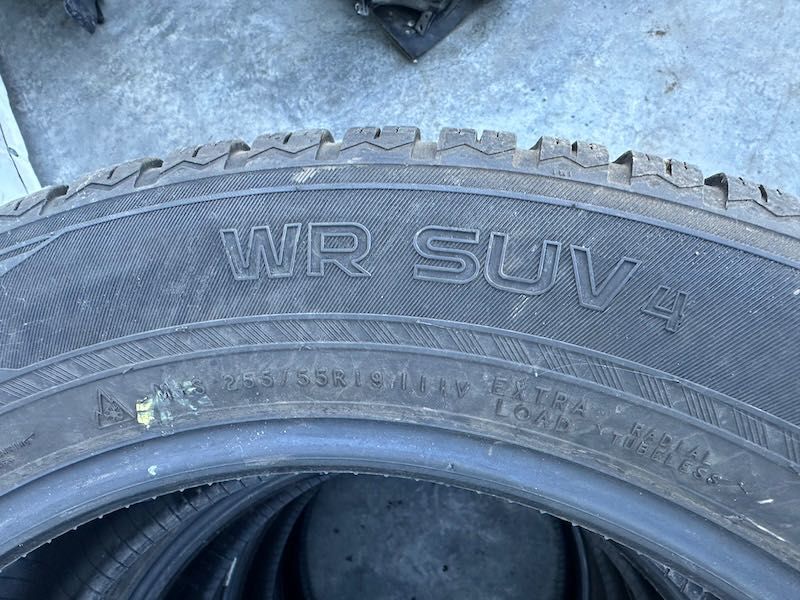 WR SUV 4
M+S 255/55R19 111V EXTRA LOAD RADIAL TUBELESS